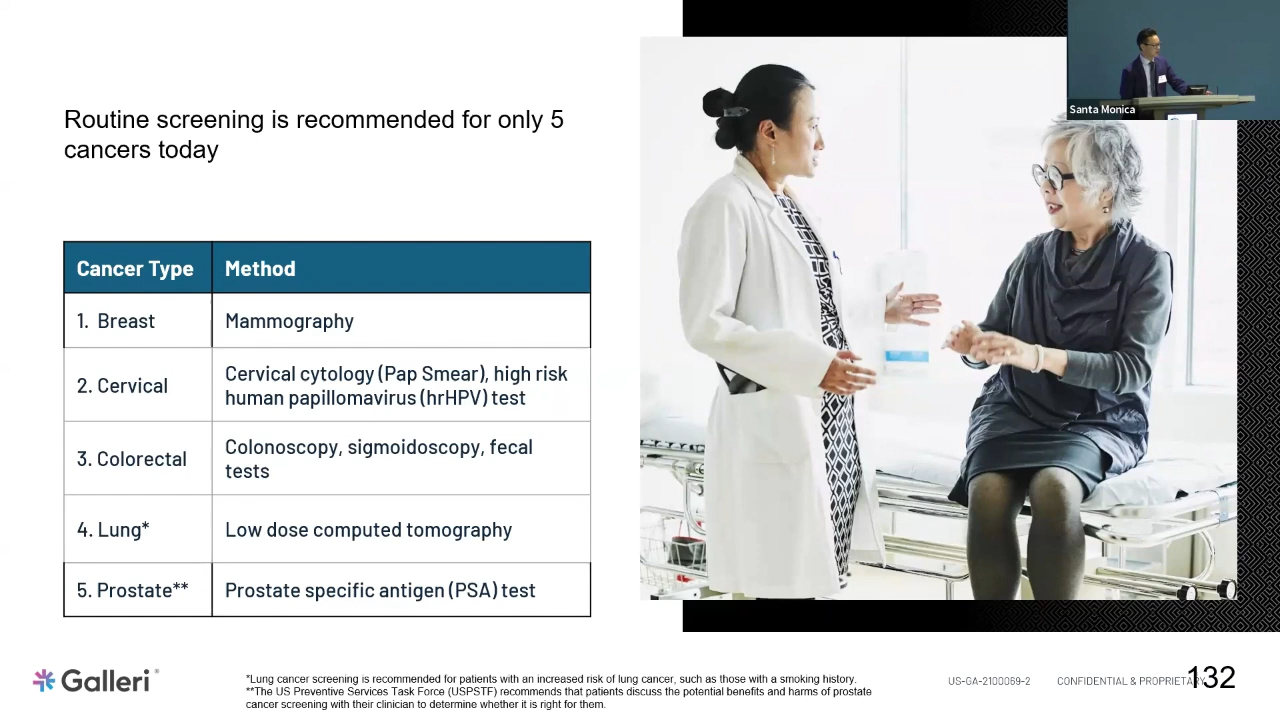 Santa Monica
Routine screening is recommended for only 5
cancers today
Cancer Type Method
1. Breast Mammography
2. Cervical Cervical cytology (Pap Smear), high risk
human papillomavirus (hrHPV) test
3. Colorectal Colonoscopy, sigmoidoscopy, fecal
tests
4. Lung* Low dose computed tomography
5. Prostate** Prostate specific antigen (PSA) test
Galleri®
*Lung cancer screening is recommended for patients with an increased risk of lung cancer, such as those with a smoking history.
**The US Preventive Services Task Force (USPSTF) recommends that patients discuss the potential benefits and harms of prostate
cancer screening with their clinician to determine whether it is right for them.
US-GA-2100069-2 CONFIDENTIAL & PROPRIETARY 132